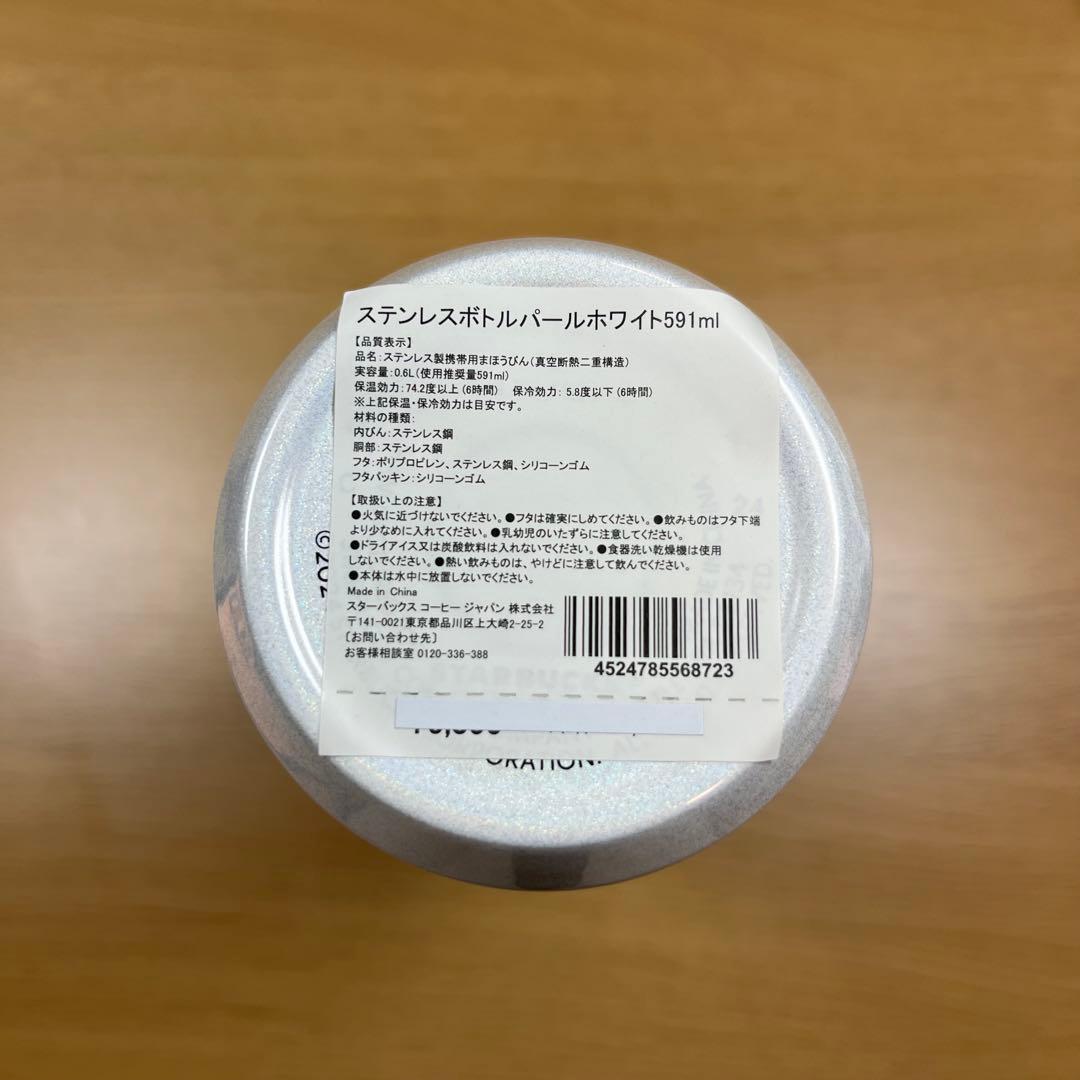 ステンレスボトルパールホワイト591ml
【品質表示】
品名：ステンレス製携帯用まほうびん（真空断熱二重構造）
実容量：0.6L（使用推奨量591ml）
保温効力：74.2度以上（6時間）　保冷効力： 5.8度以下（6時間）
※上記保温・保冷効力は目安です。
材料の種類：
内びん：ステンレス鋼
胴部：ステンレス鋼
フタ：ポリプロピレン、ステンレス鋼、シリコーンゴム
フタパッキン：シリコーンゴム
【取扱い上の注意】
●火気に近づけないでください。●フタは確実にしめてください。●飲みものはフタ下端
より少なめに入れてください。●乳幼児のいたずらに注意してください。
●ドライアイス又は炭酸飲料は入れないでください。●食器洗い乾燥機は使用
しないでください。●熱い飲みものは、やけどに注意して飲んでください。
●本体は水中に放置しないでください。
Made in China
スターバックス コーヒー ジャパン 株式会社
〒141-0021東京都品川区上大崎2-25-2
〔お問い合わせ先〕
お客様相談室 0120-336-388
4524785568723
ORATION.